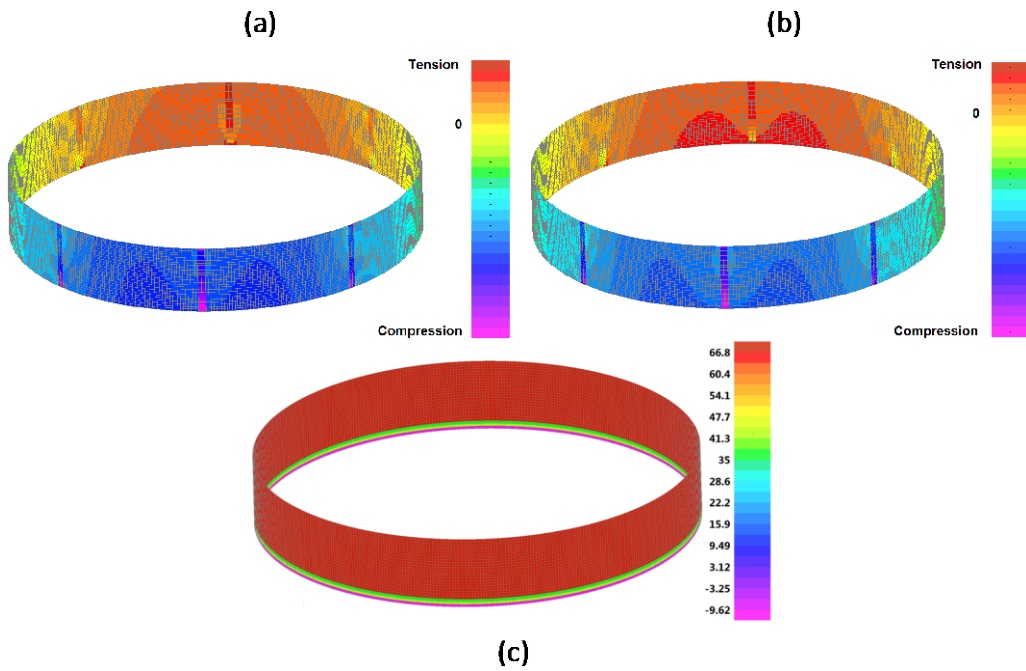 (a)
(b)
Tension
0
Compression
Tension
0
Compression
66.8
60.4
54.1
47.7
41.3
35
28.6
22.2
15.9
9.49
3.12
-3.25
-9.62
(c)